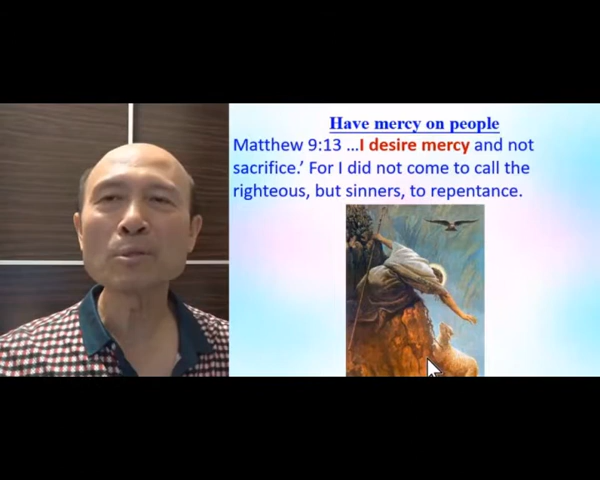 Have mercy on people
Matthew 9:13 …I desire mercy and not
sacrifice.’ For I did not come to call the
righteous, but sinners, to repentance.